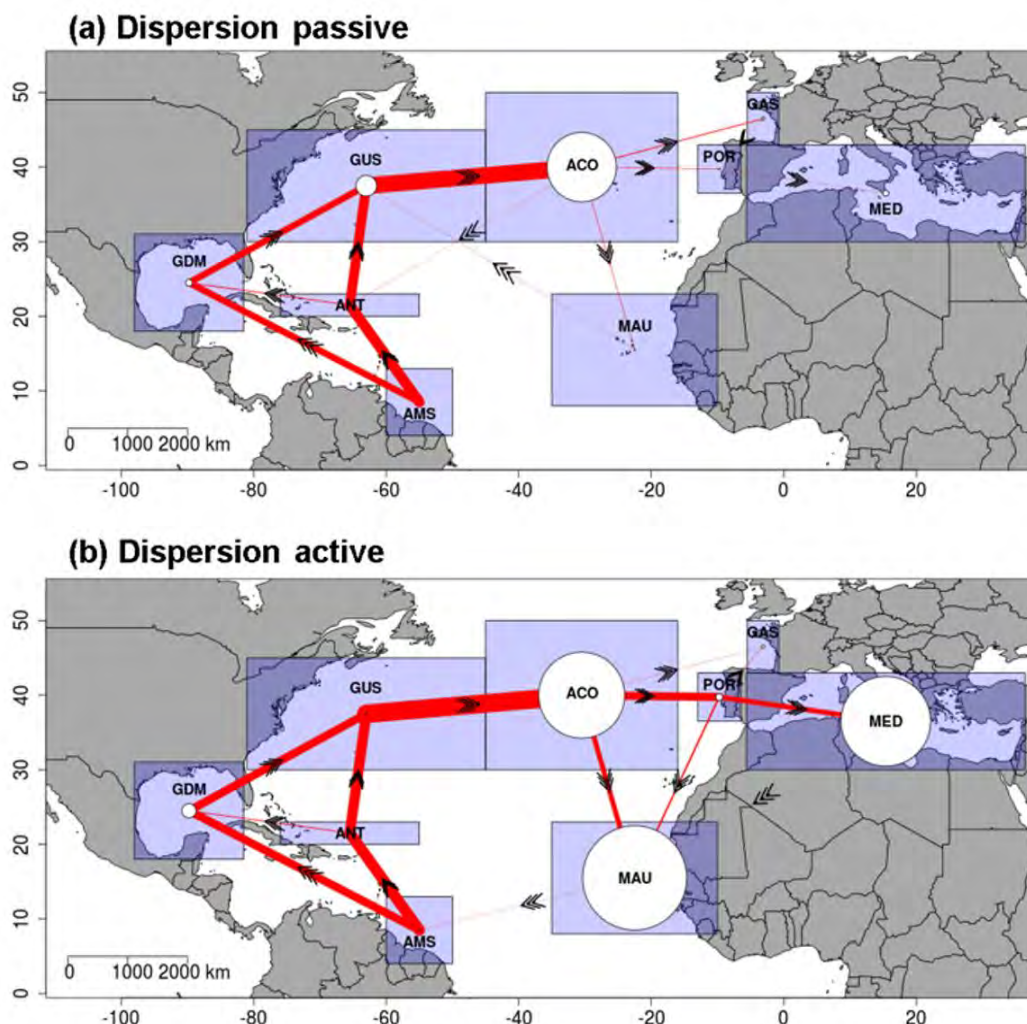 (a) Dispersion passive
50
40
30
20
10
0
GAS
GUS
ACO
POR
MED
GDM
ANT
MAU
AMS
0 1000 2000 km
-100 -80 -60 -40 -20 0 20
(b) Dispersion active
50
40
30
20
10
0
GAS
GUS
ACO
POR
MED
GDM
ANT
MAU
AMS
0 1000 2000 km
-100 -80 -60 -40 -20 0 20